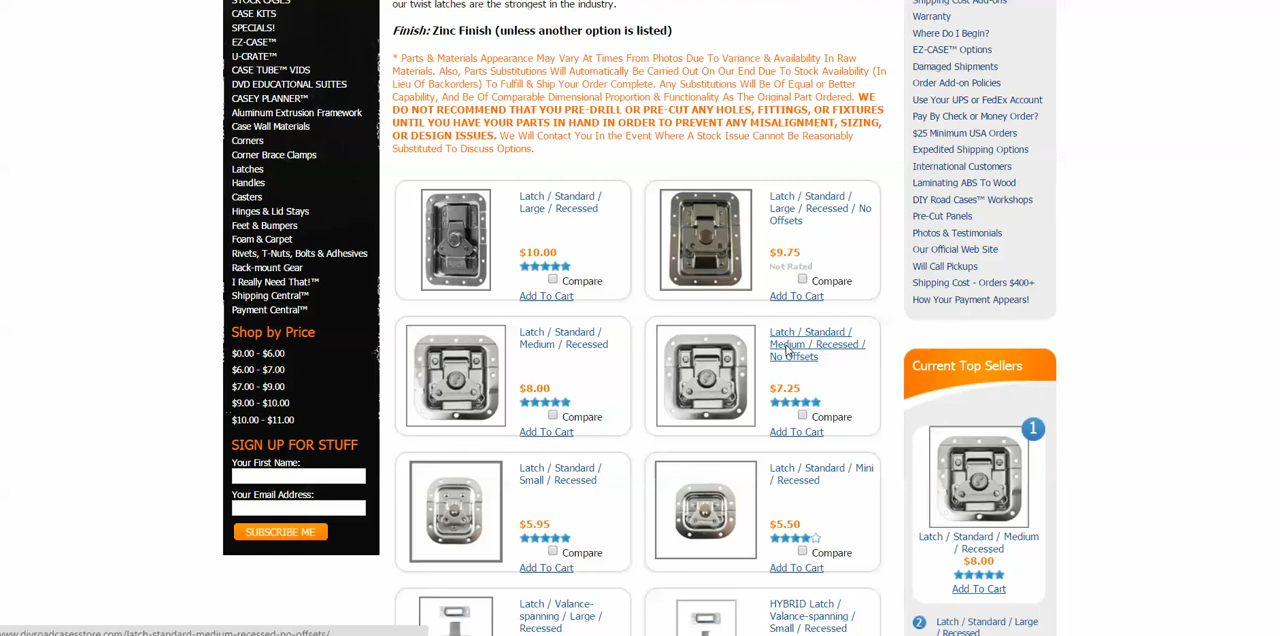 STOCK CASES
CASE KITS
SPECIALS!
EZ-CASE™
U-CRATE™
CASE TUBE™ VIDS
DVD EDUCATIONAL SUITES
CASEY PLANNER™
Aluminum Extrusion Framework
Case Wall Materials
Corners
Corner Brace Clamps
Latches
Handles
Casters
Hinges & Lid Stays
Feet & Bumpers
Foam & Carpet
Rivets, T-Nuts, Bolts & Adhesives
Rack-mount Gear
I Really Need That!™
Shipping Central™
Payment Central™
Shop by Price
$0.00 - $6.00
$6.00 - $7.00
$7.00 - $9.00
$9.00 - $10.00
$10.00 - $11.00
SIGN UP FOR STUFF
Your First Name:
Your Email Address:
SUBSCRIBE ME
our twist latches are the strongest in the industry.
Finish: Zinc Finish (unless another option is listed)
* Parts & Materials Appearance May Vary At Times From Photos Due To Variance & Availability In Raw
Materials. Also, Parts Substitutions Will Automatically Be Carried Out On Our End Due To Stock Availability (In
Lieu Of Backorders) To Fulfill & Ship Your Order Complete. Any Substitutions Will Be Of Equal or Better
Capability, And Be Of Comparable Dimensional Proportion & Functionality As The Original Part Ordered. WE
DO NOT RECOMMEND THAT YOU PRE-DRILL OR PRE-CUT ANY HOLES, FITTINGS, OR FIXTURES
UNTIL YOU HAVE YOUR PARTS IN HAND IN ORDER TO PREVENT ANY MISALIGNMENT, SIZING,
OR DESIGN ISSUES. We Will Contact You In the Event Where A Stock Issue Cannot Be Reasonably
Substituted To Discuss Options.
Latch / Standard /
Large / Recessed
$10.00
Compare
Add To Cart
Latch / Standard /
Large / Recessed / No
Offsets
$9.75
Not Rated
Compare
Add To Cart
Latch / Standard /
Medium / Recessed
$8.00
Compare
Add To Cart
Latch / Standard /
Medium / Recessed /
No Offsets
$7.25
Compare
Add To Cart
Latch / Standard /
Small / Recessed
$5.95
Compare
Add To Cart
Latch / Standard / Mini
/ Recessed
$5.50
Compare
Add To Cart
Latch / Valance-
spanning / Large /
Recessed
HYBRID Latch /
Valance-spanning /
Small / Recessed
Shipping Cost Add-ons
Warranty
Where Do I Begin?
EZ-CASE™ Options
Damaged Shipments
Order Add-on Policies
Use Your UPS or FedEx Account
Pay By Check or Money Order?
$25 Minimum USA Orders
Expedited Shipping Options
International Customers
Laminating ABS To Wood
DIY Road Cases™ Workshops
Pre-Cut Panels
Photos & Testimonials
Our Official Web Site
Will Call Pickups
Shipping Cost - Orders $400+
How Your Payment Appears!
Current Top Sellers
1
Latch / Standard / Medium
/ Recessed
$8.00
Add To Cart
2
Latch / Standard / Large
/ Recessed
www.diyroadcasesstore.com/latch-standard-medium-recessed-no-offsets/